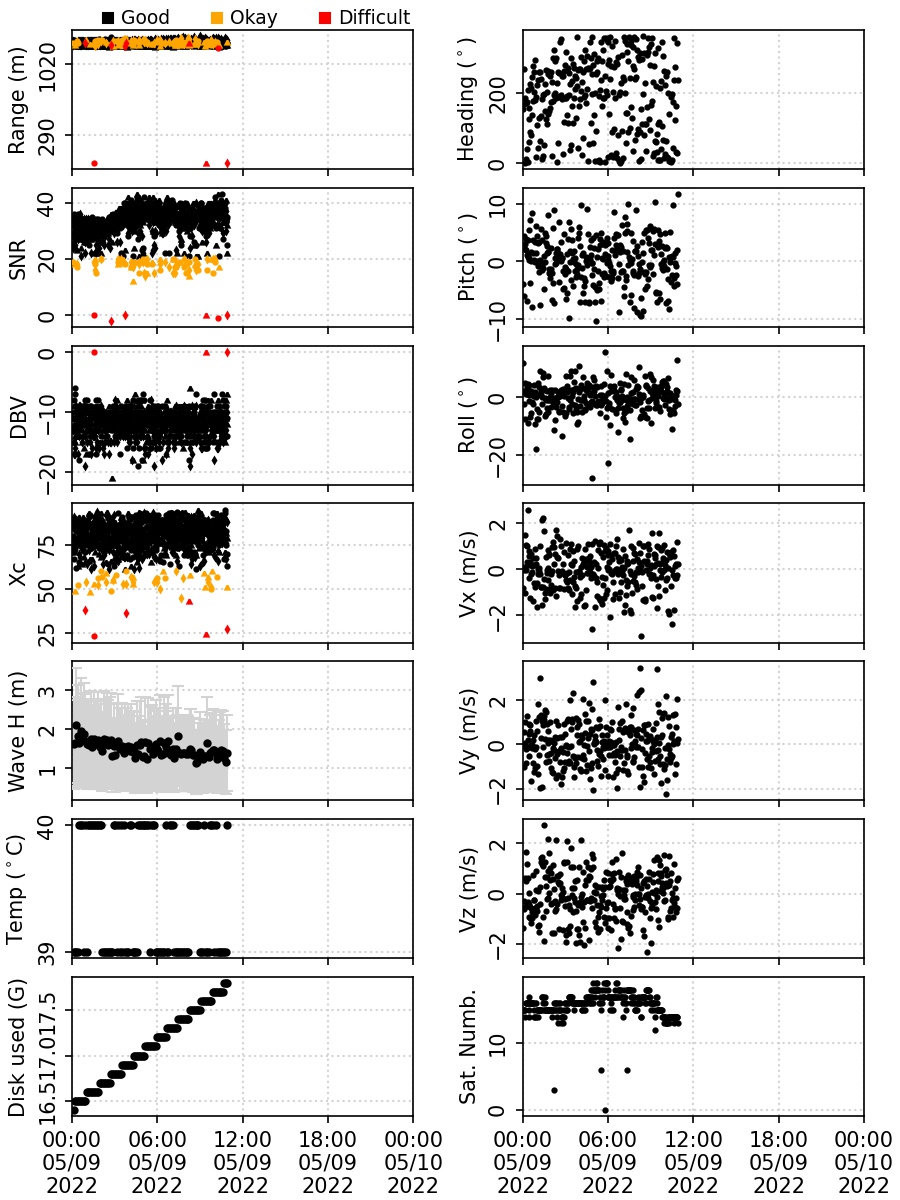 Good Okay Difficult
Range (m)
1020
290
Heading (°)
200
0
SNR
40
20
0
Pitch (°)
10
0
−10
DBV
0
−10
−20
Roll (°)
0
−20
Xc
75
50
25
Vx (m/s)
2
0
−2
Wave H (m)
3
2
1
Vy (m/s)
2
0
−2
Temp (°C)
40
39
Vz (m/s)
2
0
−2
Disk used (G)
17.5
17.0
16.5
Sat. Numb.
10
0
00:00 06:00 12:00 18:00 00:00
05/09 05/09 05/09 05/09 05/10
2022 2022 2022 2022 2022
00:00 06:00 12:00 18:00 00:00
05/09 05/09 05/09 05/09 05/10
2022 2022 2022 2022 2022